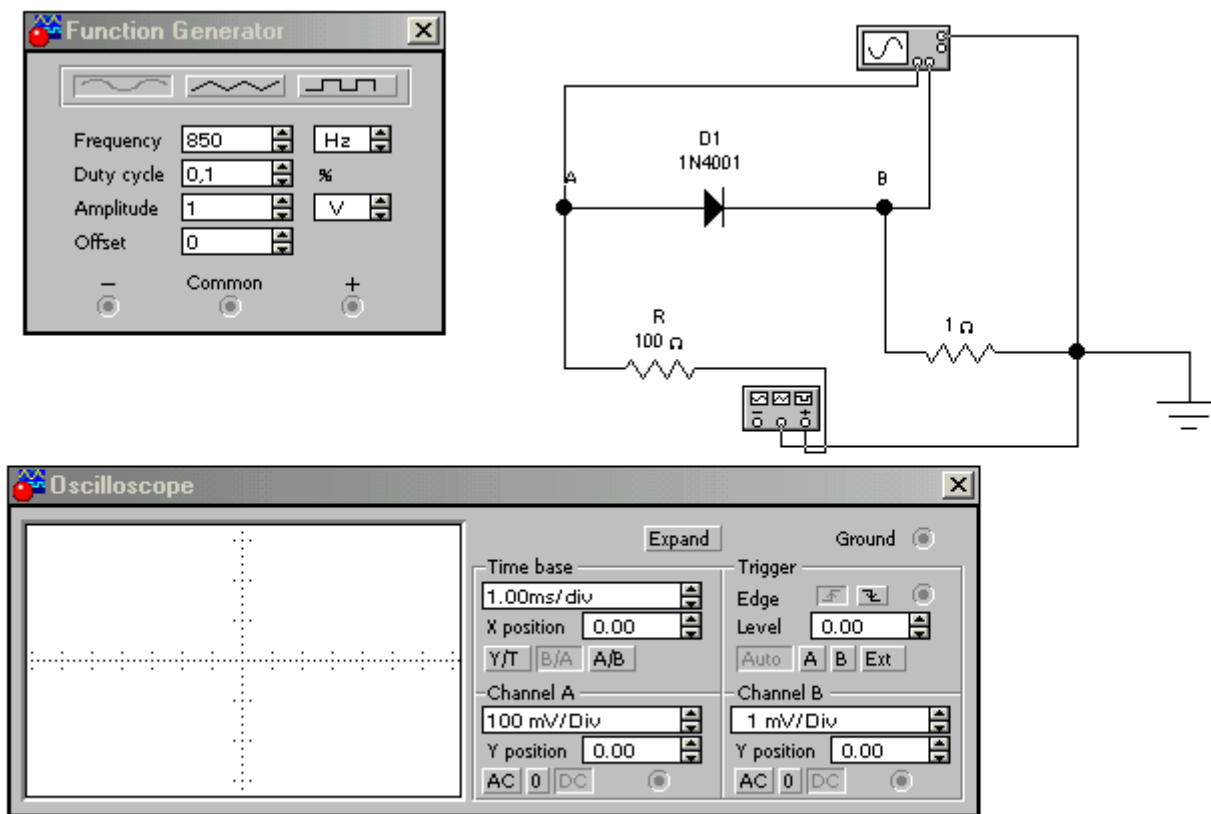 Function Generator
Frequency 850 Hz
Duty cycle 0,1 %
Amplitude 1 V
Offset 0
− Common +
D1
1N4001
A B
R
100 Ω
1 Ω
− +
Oscilloscope
Expand Ground
Time base
1.00ms/div
X position 0.00
Y/T B/A A/B
Trigger
Edge
Level 0.00
Auto A B Ext
Channel A
100 mV/Div
Y position 0.00
AC 0 DC
Channel B
1 mV/Div
Y position 0.00
AC 0 DC